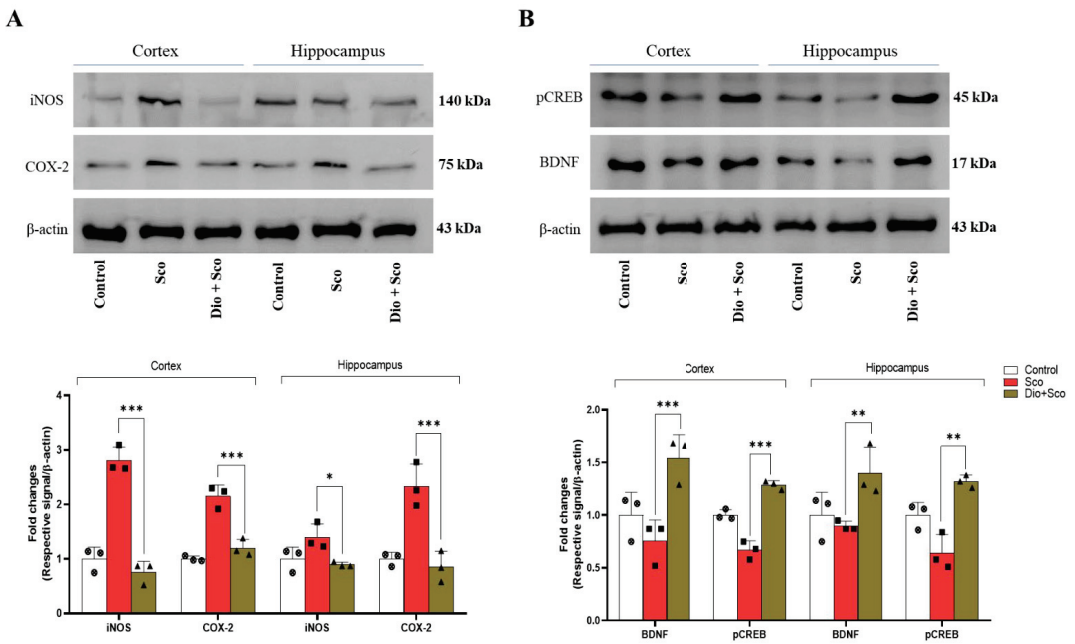 A
B
Cortex Hippocampus
iNOS 140 kDa
COX-2 75 kDa
β-actin 43 kDa
Control Sco Dio + Sco Control Sco Dio + Sco
Cortex Hippocampus
pCREB 45 kDa
BDNF 17 kDa
β-actin 43 kDa
Control Sco Dio + Sco Control Sco Dio + Sco
Cortex Hippocampus
Fold changes
(Respective signal/β-actin)
4
3
2
1
0
*** *** * ***
iNOS COX-2 iNOS COX-2
Cortex Hippocampus
Control
Sco
Dio+Sco
Fold changes
(Respective signal/β-actin)
2.0
1.5
1.0
0.5
0.0
*** *** ** **
BDNF pCREB BDNF pCREB